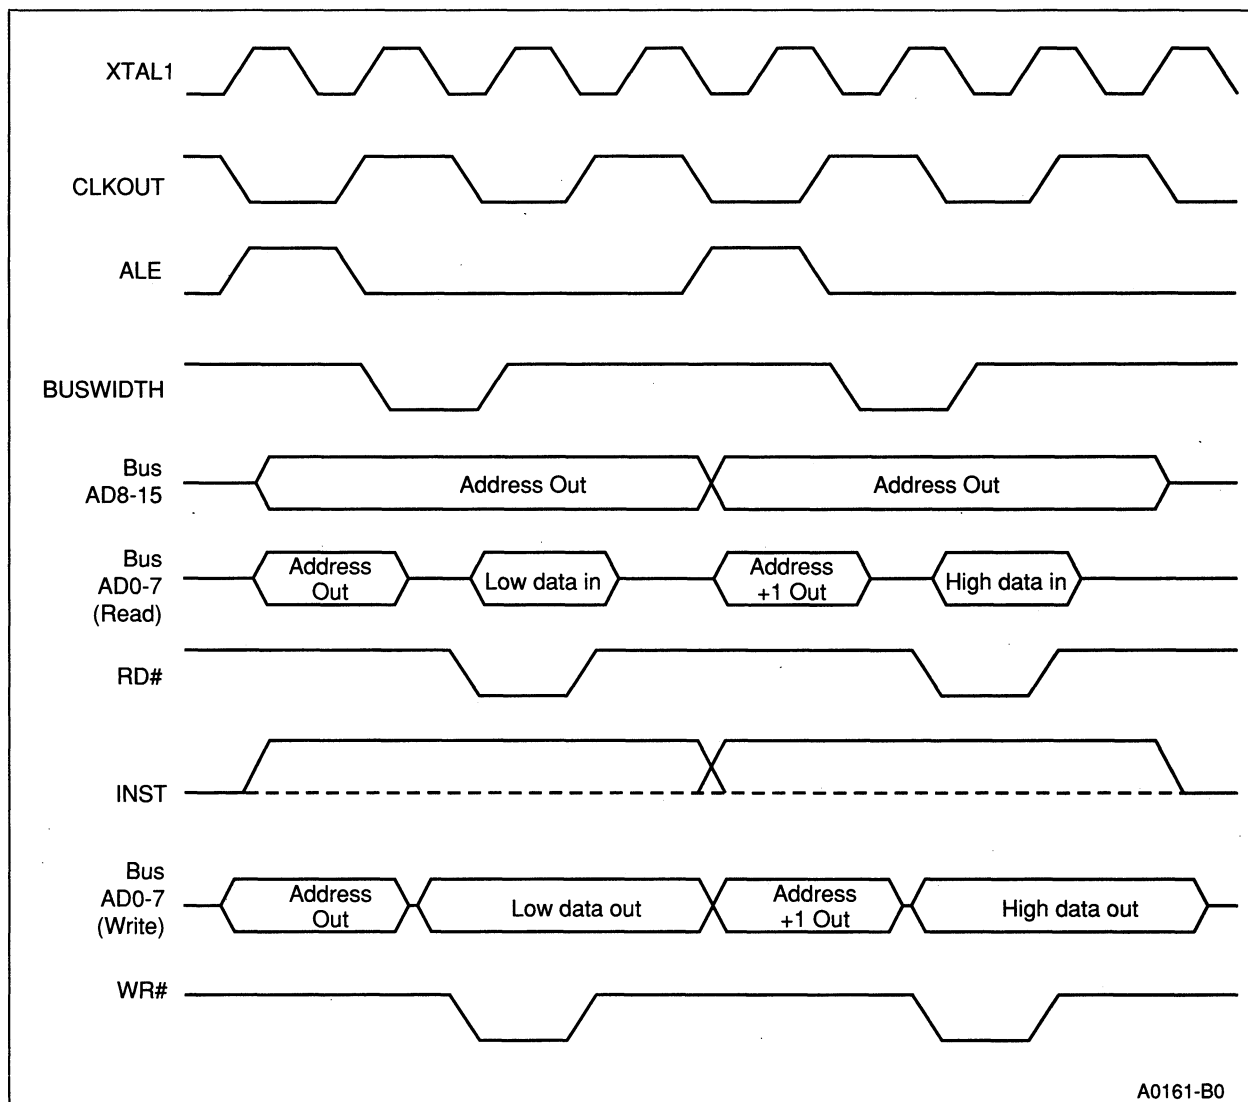 XTAL1
CLKOUT
ALE
BUSWIDTH
Bus
AD8-15
Address Out
Address Out
Bus
AD0-7
(Read)
Address
Out
Low data in
Address
+1 Out
High data in
RD#
INST
Bus
AD0-7
(Write)
Address
Out
Low data out
Address
+1 Out
High data out
WR#
A0161-B0